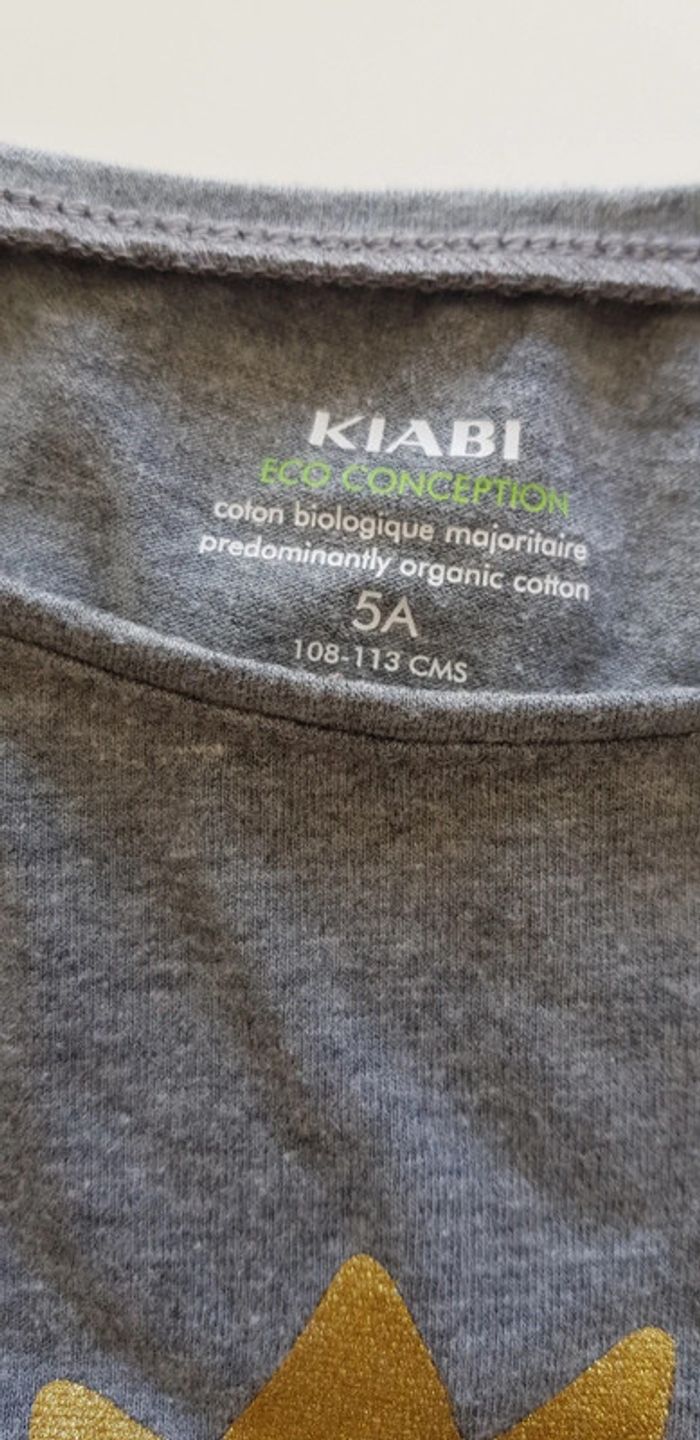 KIABI
ECO CONCEPTION
coton biologique majoritaire
predominantly organic cotton
5A
108-113 CMS